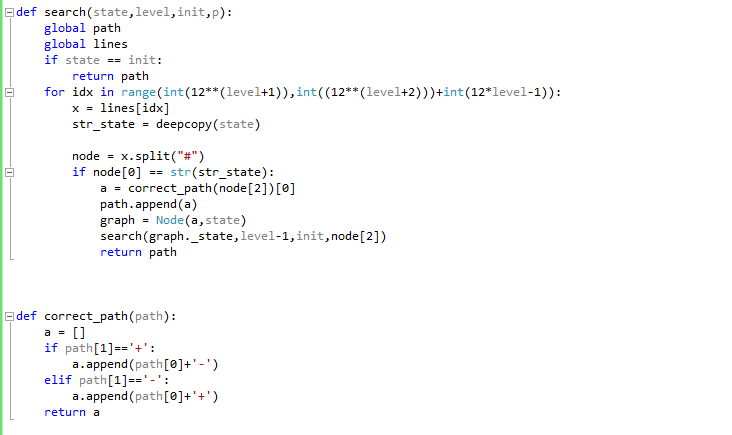 def search(state,level,init,p):
    global path
    global lines
    if state == init:
        return path
    for idx in range(int(12**(level+1)),int((12**(level+2)))+int(12*level-1)):
        x = lines[idx]
        str_state = deepcopy(state)

        node = x.split("#")
        if node[0] == str(str_state):
            a = correct_path(node[2])[0]
            path.append(a)
            graph = Node(a,state)
            search(graph._state,level-1,init,node[2])
            return path

def correct_path(path):
    a = []
    if path[1]=='+':
        a.append(path[0]+'-')
    elif path[1]=='-':
        a.append(path[0]+'+')
    return a